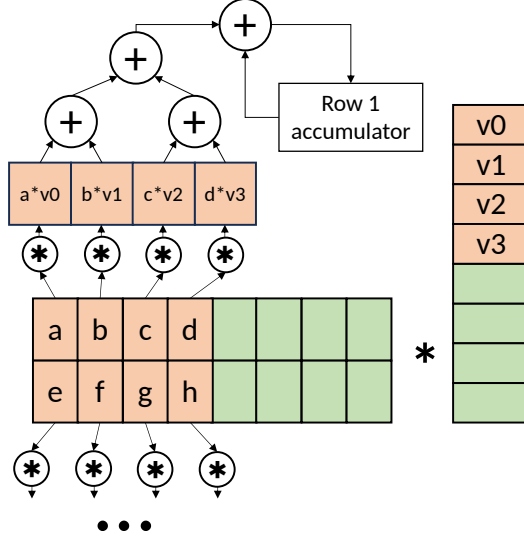 +
+
Row 1
accumulator
+ +
v0
a*v0 b*v1 c*v2 d*v3
v1
v2
v3
* * * *
a b c d
*
e f g h
* * * *
...